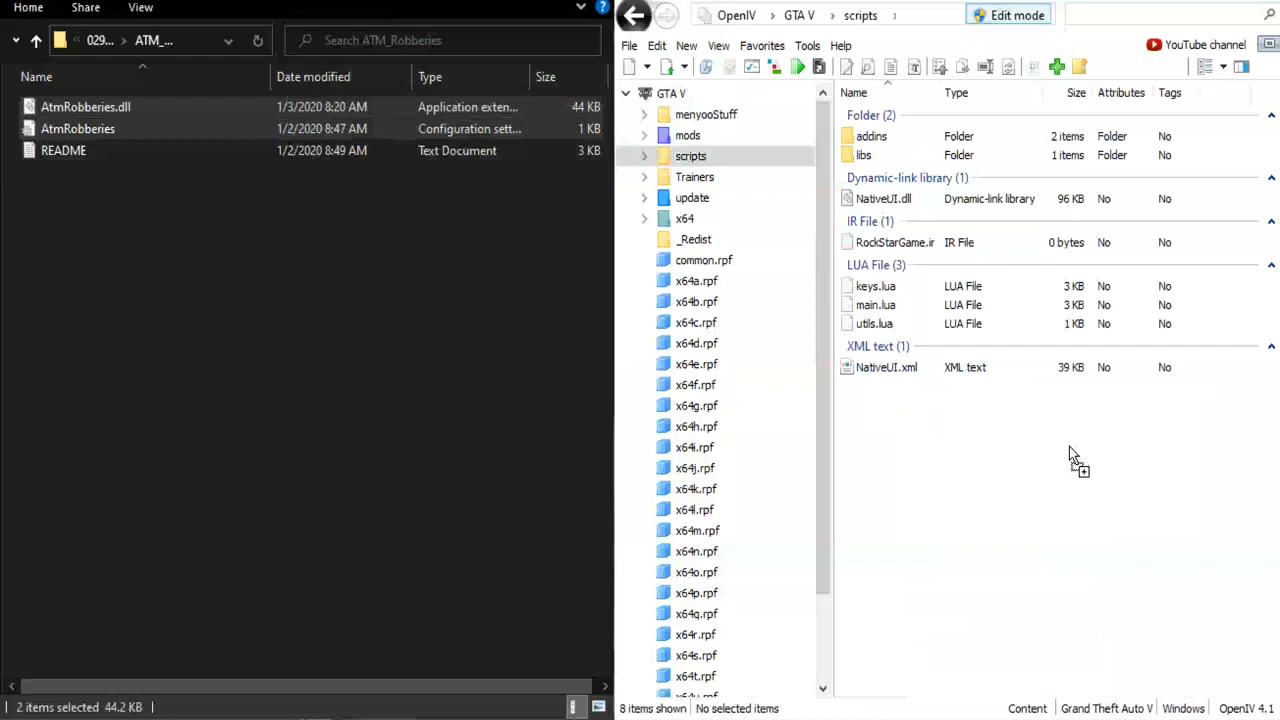 Home Share View
029... ATM_... Search ATM_Robberies
Name Date modified Type Size
AtmRobberies.dll 1/3/2020 8:20 AM Application exten... 44 KB
AtmRobberies 1/2/2020 8:47 AM Configuration sett... 1 KB
README 1/2/2020 8:49 AM Text Document 3 KB
items selected 44.2 KB
OpenIV GTA V scripts Edit mode
File Edit New View Favorites Tools Help YouTube channel
GTA V
menyooStuff
mods
scripts
Trainers
update
x64
_Redist
common.rpf
x64a.rpf
x64b.rpf
x64c.rpf
x64d.rpf
x64e.rpf
x64f.rpf
x64g.rpf
x64h.rpf
x64i.rpf
x64j.rpf
x64k.rpf
x64l.rpf
x64m.rpf
x64n.rpf
x64o.rpf
x64p.rpf
x64q.rpf
x64r.rpf
x64s.rpf
x64t.rpf
Name Type Size Attributes Tags
Folder (2)
addins Folder 2 items Folder No
libs Folder 1 items Folder No
Dynamic-link library (1)
NativeUI.dll Dynamic-link library 96 KB No No
IR File (1)
RockStarGame.ir IR File 0 bytes No No
LUA File (3)
keys.lua LUA File 3 KB No No
main.lua LUA File 3 KB No No
utils.lua LUA File 1 KB No No
XML text (1)
NativeUI.xml XML text 39 KB No No
8 items shown No selected items Content Grand Theft Auto V Windows OpenIV 4.1